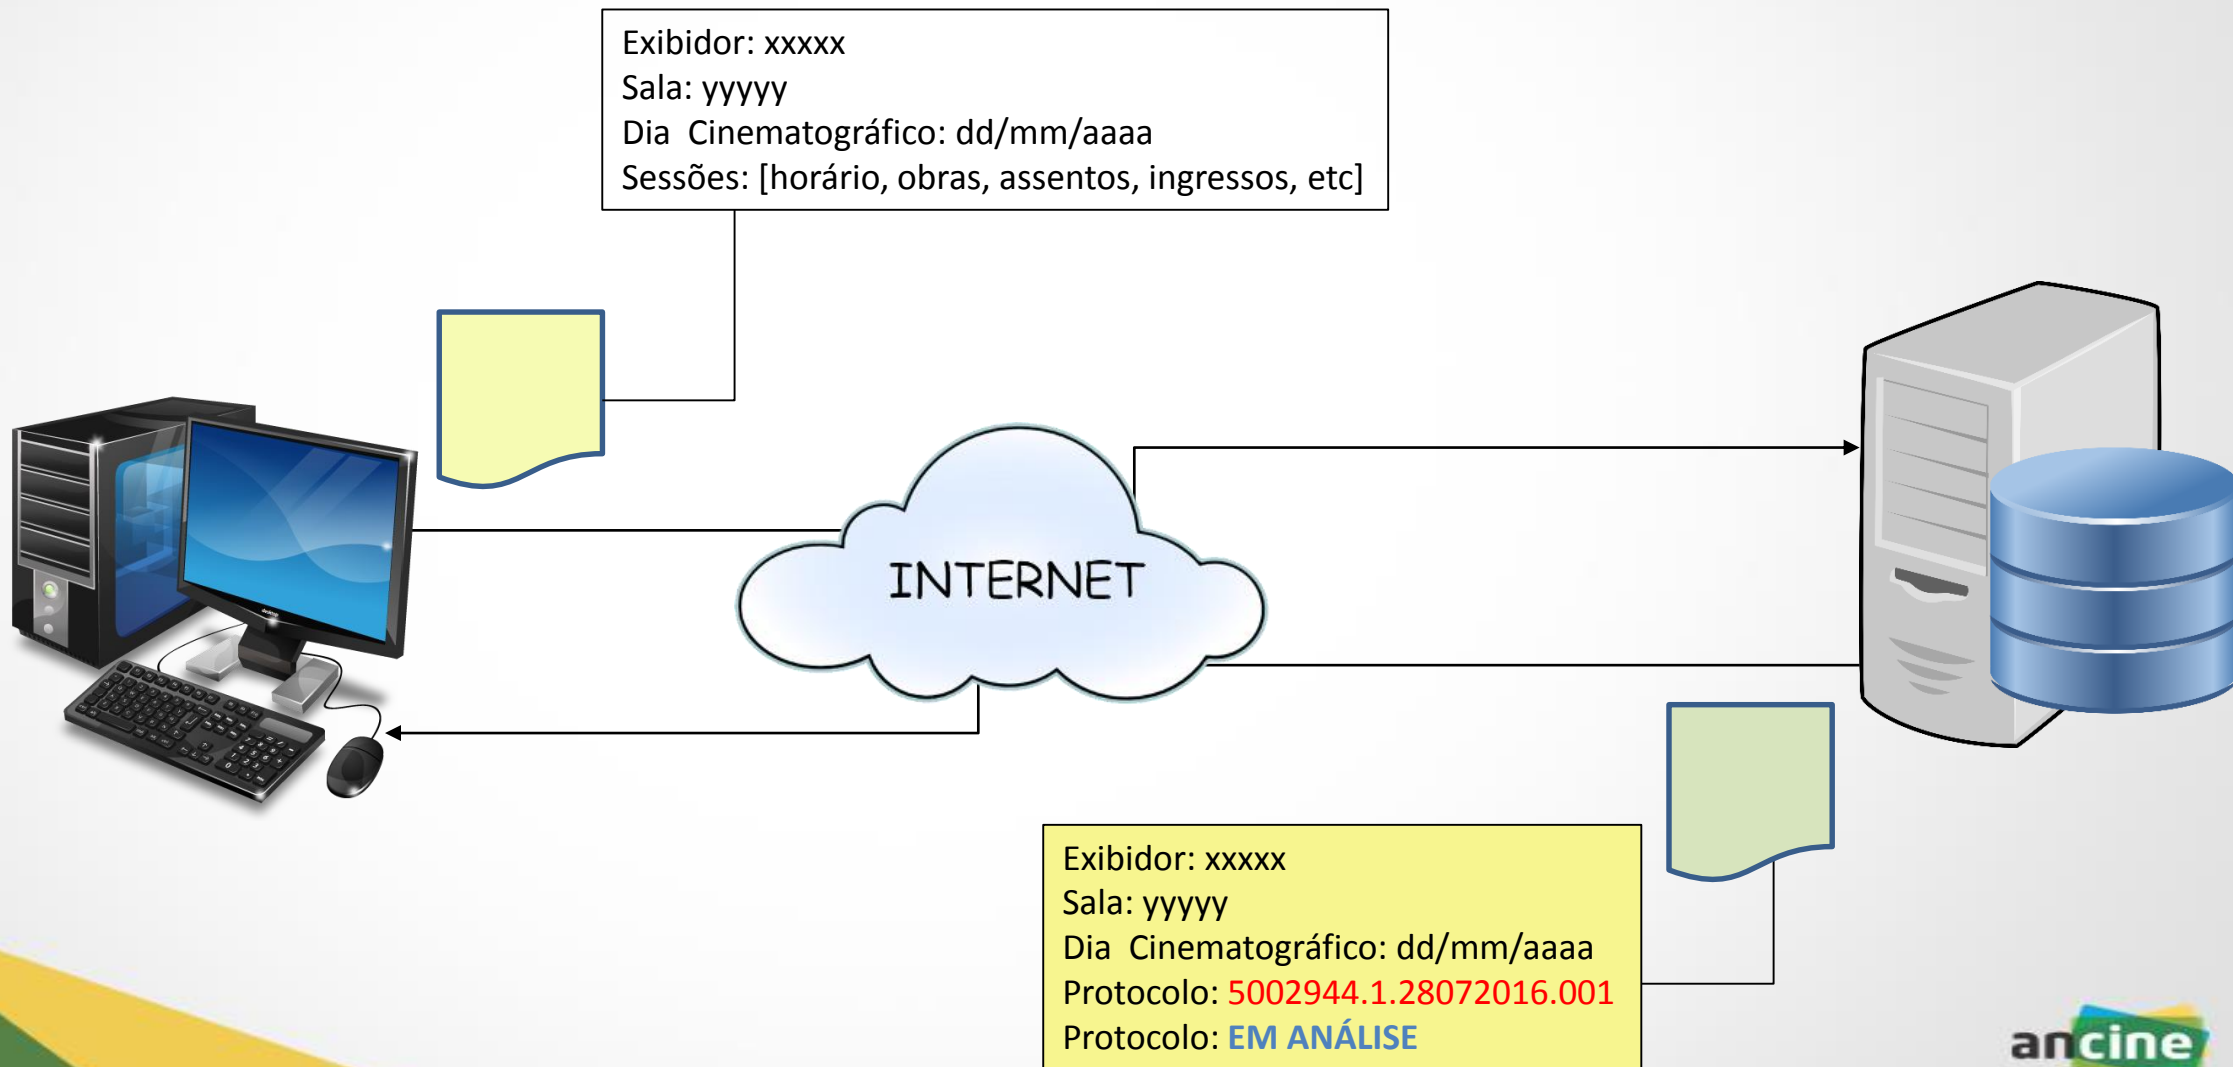 Exibidor: xxxxx
Sala: yyyyy
Dia  Cinematográfico: dd/mm/aaaa
Sessões: [horário, obras, assentos, ingressos, etc]
INTERNET
Exibidor: xxxxx
Sala: yyyyy
Dia  Cinematográfico: dd/mm/aaaa
Protocolo: 5002944.1.28072016.001
Protocolo: EM ANÁLISE
ancine